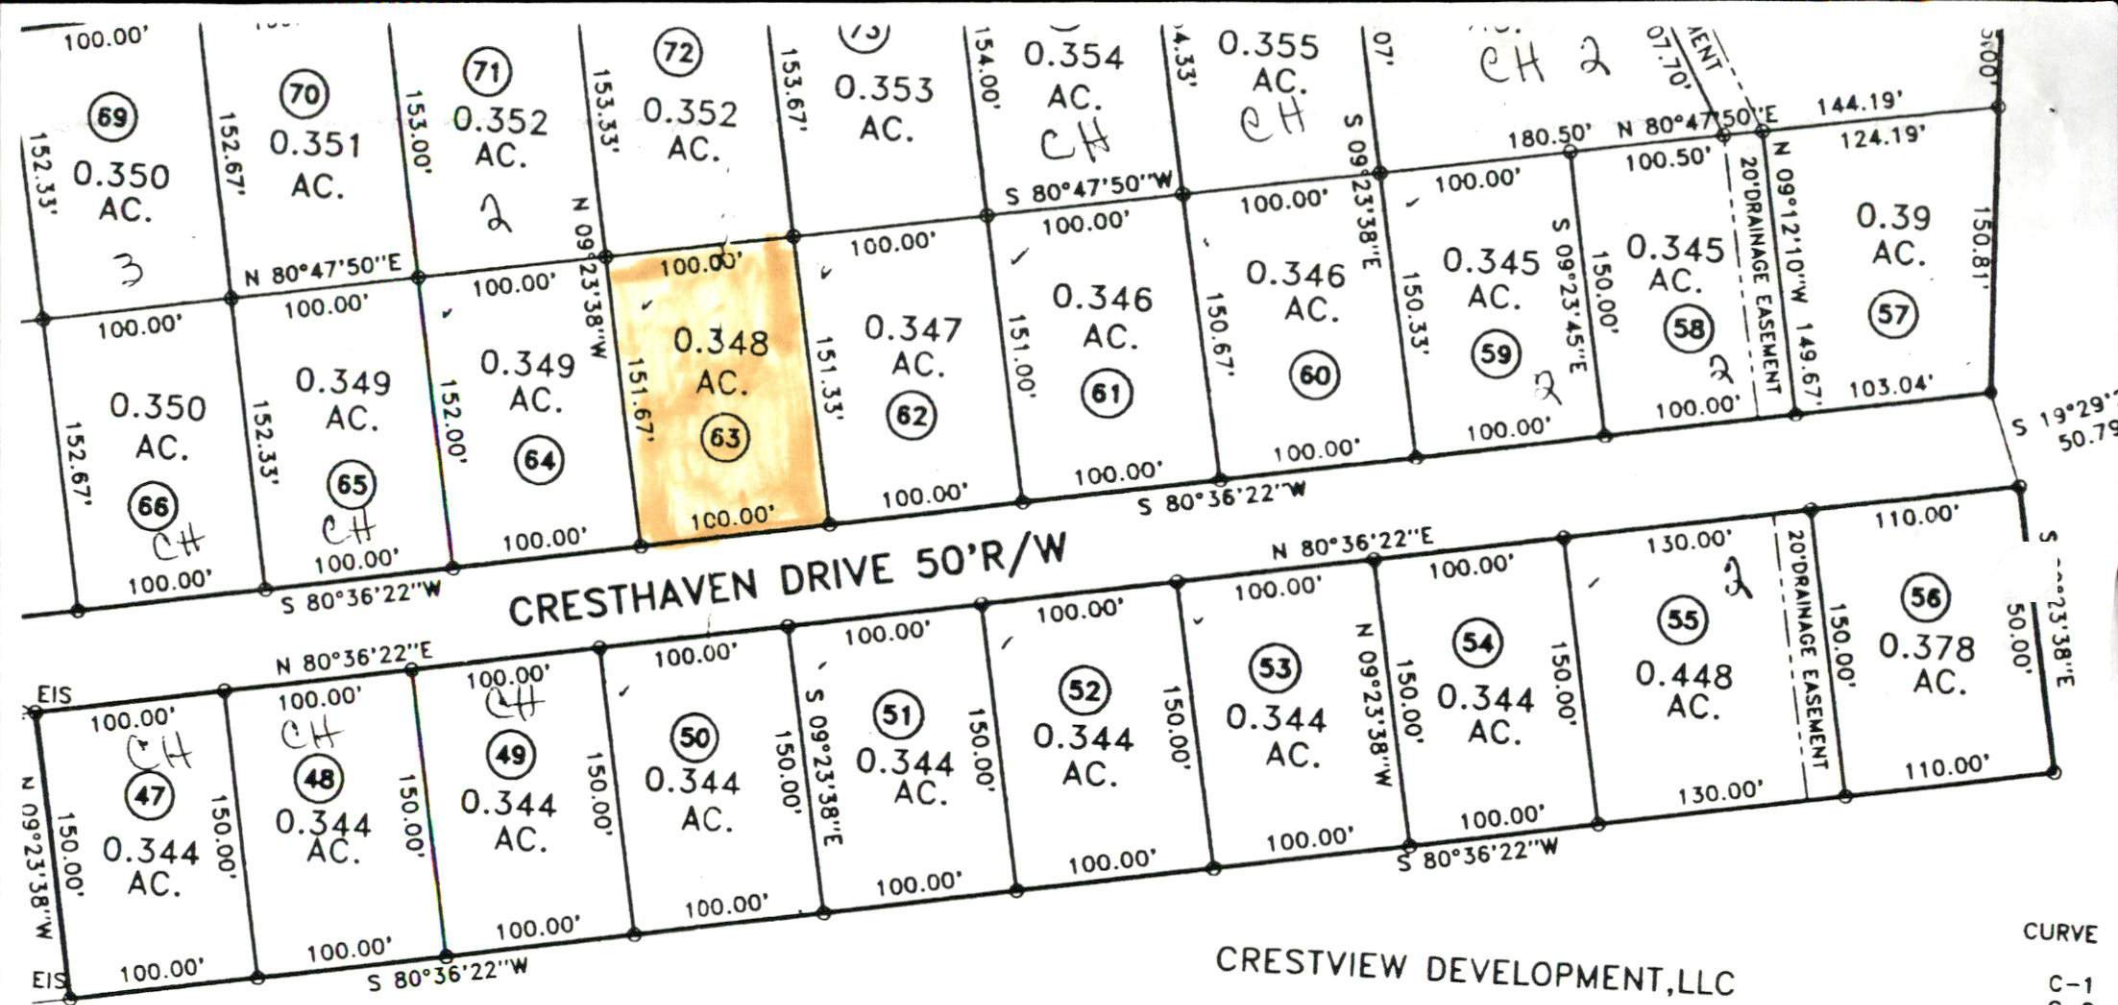 100.00'
69
0.350
AC.
3
152.33'
152.67'
70
0.351
AC.
153.00'
71
0.352
AC.
2
153.33'
72
0.352
AC.
153.67'
0.353
AC.
154.00'
0.354
AC.
CH
4.33'
0.355
AC.
CH
07'
CH 2
07.70'
MENT
N 80°47'50"E
N 09°23'38"W
S 80°47'50"W
S 09°23'38"E
180.50'
N 80°47'50"E
144.19'
100.00'
100.00'
100.00'
100.00'
100.00'
100.00'
100.00'
100.00'
100.50'
124.19'
152.67'
0.350
AC.
66
CH
100.00'
152.33'
0.349
AC.
65
CH
100.00'
152.00'
0.349
AC.
64
100.00'
151.67'
0.348
AC.
63
100.00'
151.33'
0.347
AC.
62
100.00'
151.00'
0.346
AC.
61
100.00'
150.67'
0.346
AC.
60
100.00'
150.33'
0.345
AC.
59
2
100.00'
S 09°23'45"E
150.00'
0.345
AC.
58
2
100.00'
20'DRAINAGE EASEMENT
N 09°12'10"W 149.67'
0.39
AC.
57
103.04'
150.81'
S 19°29'
50.79
S 80°36'22"W
S 80°36'22"W
CRESTHAVEN DRIVE 50'R/W
N 80°36'22"E
N 80°36'22"E
EIS
N 09°23'38"W
150.00'
100.00'
CH
47
0.344
AC.
100.00'
EIS
150.00'
100.00'
CH
48
0.344
AC.
100.00'
150.00'
100.00'
CH
49
0.344
AC.
100.00'
150.00'
100.00'
50
0.344
AC.
100.00'
150.00'
S 09°23'38"E
100.00'
51
0.344
AC.
100.00'
150.00'
100.00'
52
0.344
AC.
100.00'
150.00'
100.00'
53
0.344
AC.
100.00'
N 09°23'38"W
150.00'
100.00'
54
0.344
AC.
100.00'
150.00'
130.00'
2
55
0.448
AC.
130.00'
20'DRAINAGE EASEMENT
150.00'
110.00'
56
0.378
AC.
110.00'
50.00'
23'38"E
S 80°36'22"W
S 80°36'22"W
CRESTVIEW DEVELOPMENT,LLC
CURVE
C-1